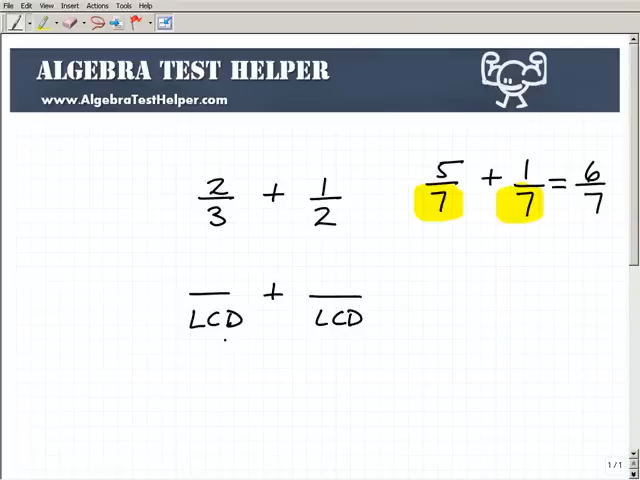 File Edit View Insert Actions Tools Help
ALGEBRA TEST HELPER
www.AlgebraTestHelper.com
2/3 + 1/2
5/7 + 1/7 = 6/7
— + —
LCD LCD
1/1